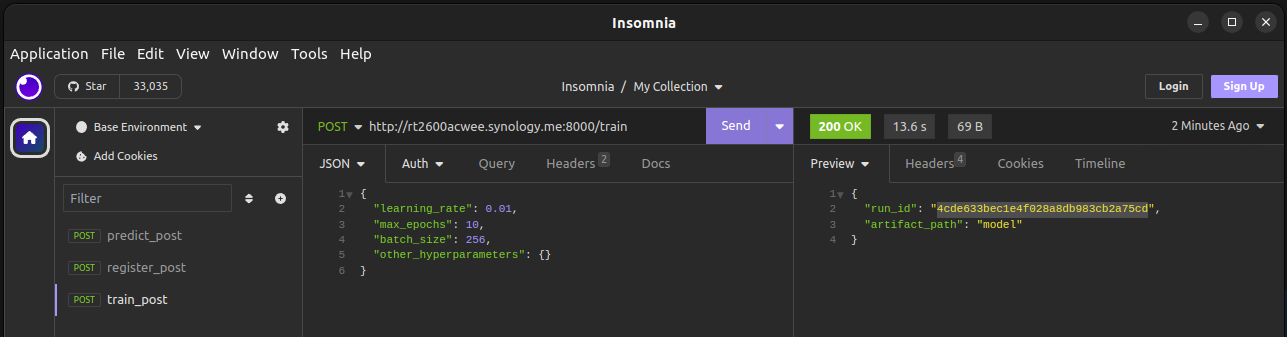 Insomnia
Application File Edit View Window Tools Help
Star 33,035
Insomnia / My Collection
Login Sign Up
Base Environment
Add Cookies
Filter
POST predict_post
POST register_post
POST train_post
POST http://rt2600acwee.synology.me:8000/train Send
JSON Auth Query Headers 2 Docs
1 {
2 "learning_rate": 0.01,
3 "max_epochs": 10,
4 "batch_size": 256,
5 "other_hyperparameters": {}
6 }
200 OK 13.6 s 69 B 2 Minutes Ago
Preview Headers 4 Cookies Timeline
1 {
2 "run_id": "4cde633bec1e4f028a8db983cb2a75cd",
3 "artifact_path": "model"
4 }